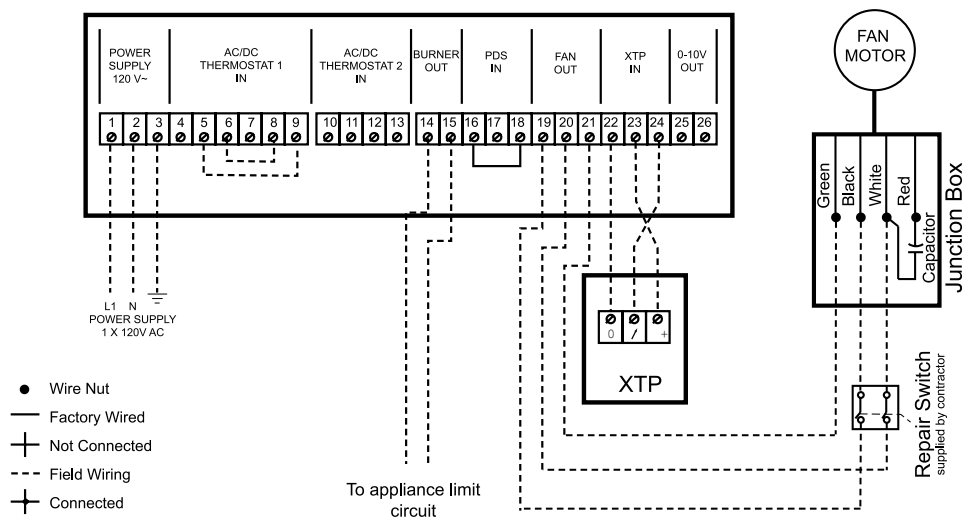 POWER
SUPPLY
120 V~
AC/DC
THERMOSTAT 1
IN
AC/DC
THERMOSTAT 2
IN
BURNER
OUT
PDS
IN
FAN
OUT
XTP
IN
0-10V
OUT
1 2 3 4 5 6 7 8 9 10 11 12 13 14 15 16 17 18 19 20 21 22 23 24 25 26
FAN
MOTOR
Green
Black
White
Red
Capacitor
Junction Box
L1 N
POWER SUPPLY
1 X 120V AC
0 / +
XTP
Repair Switch
supplied by contractor
Wire Nut
Factory Wired
Not Connected
Field Wiring
Connected
To appliance limit
circuit